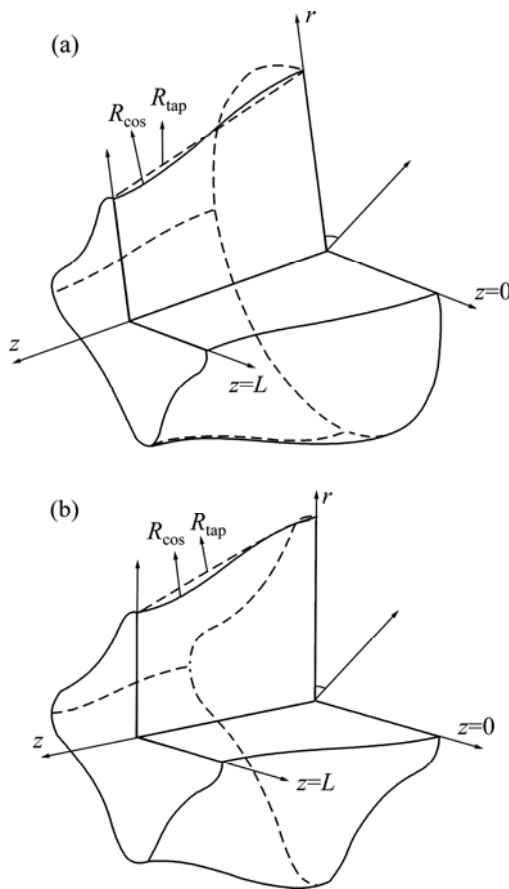 (a)
r
R_cos
R_tap
z=0
z
z=L
(b)
r
R_cos
R_tap
z=0
z
z=L